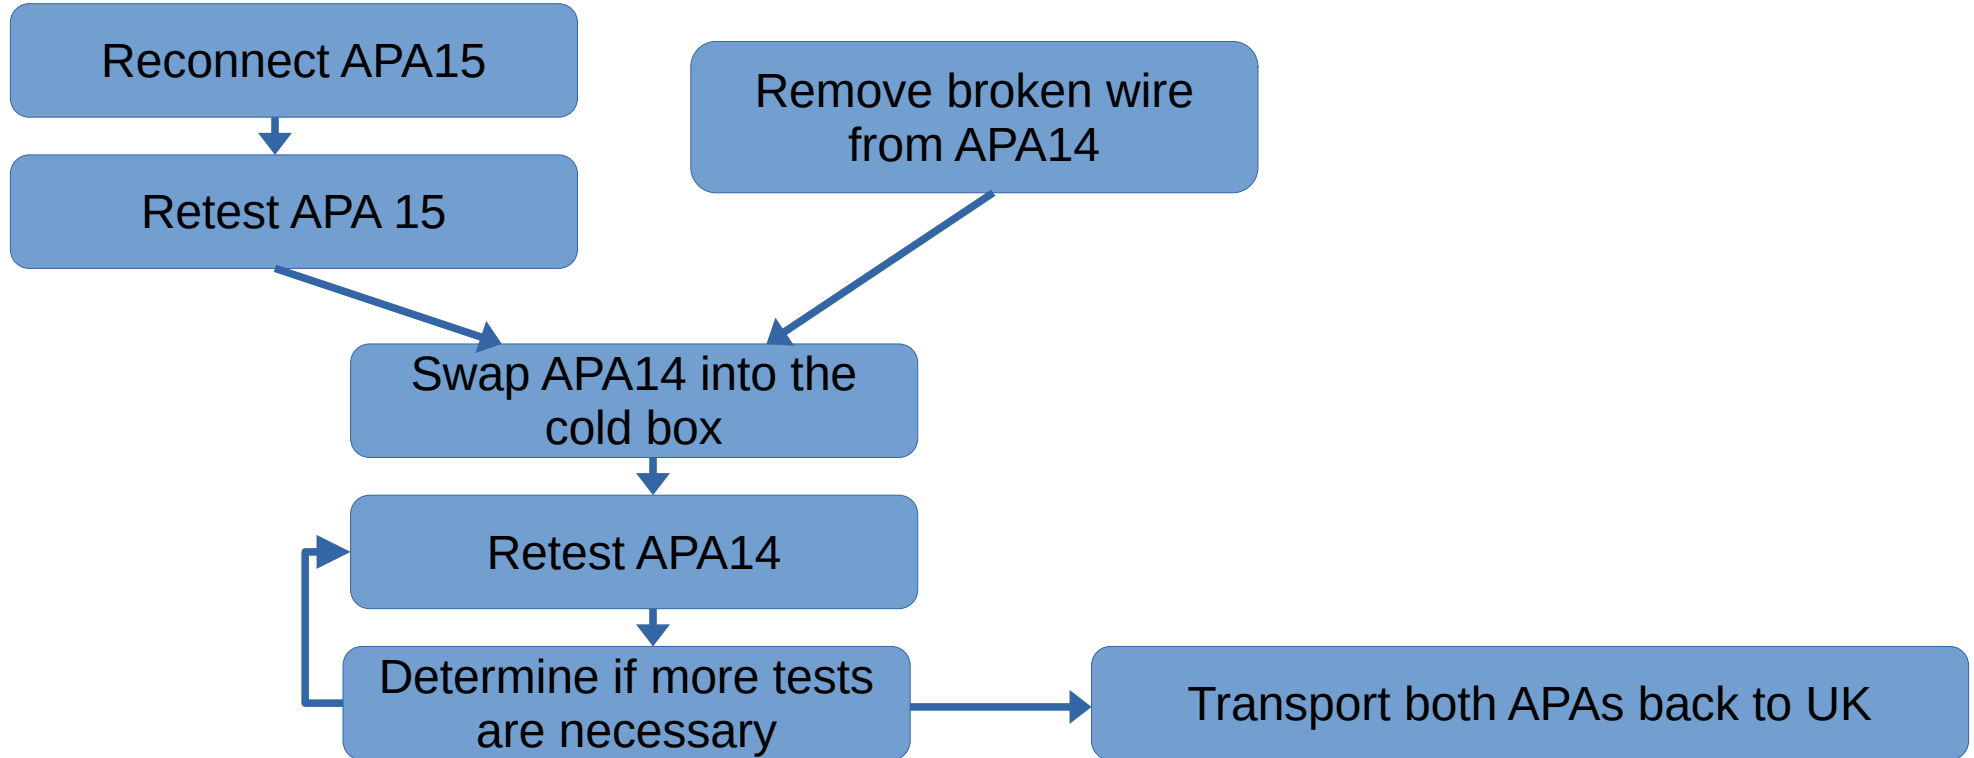 Reconnect APA15
Remove broken wire
from APA14
Retest APA 15
Swap APA14 into the
cold box
Retest APA14
Determine if more tests
are necessary
Transport both APAs back to UK